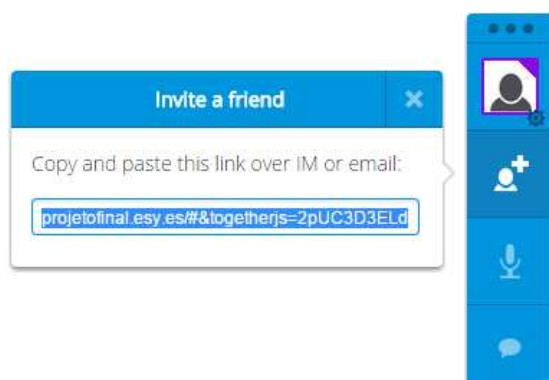 Invite a friend
Copy and paste this link over IM or email:
projetofinal.esy.es/#&togetherjs=2pUC3D3ELd